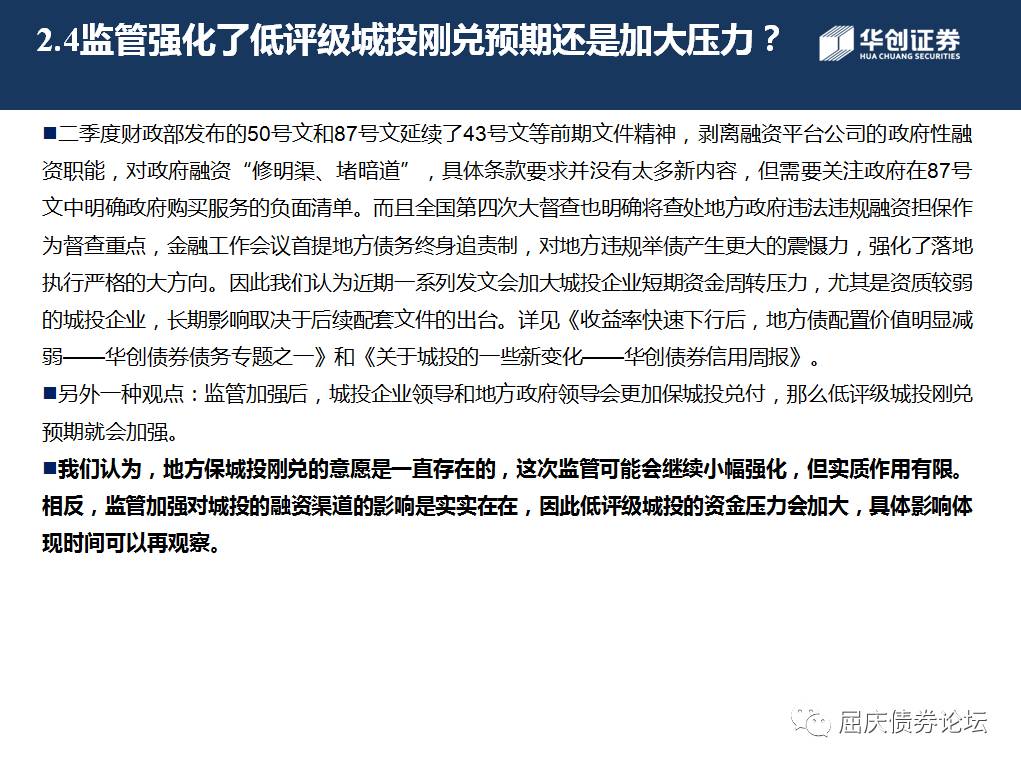 2.4监管强化了低评级城投刚兑预期还是加大压力？
华创证券
HUA CHUANG SECURITIES
■二季度财政部发布的50号文和87号文延续了43号文等前期文件精神，剥离融资平台公司的政府性融
资职能，对政府融资“修明渠、堵暗道”，具体条款要求并没有太多新内容，但需要关注政府在87号
文中明确政府购买服务的负面清单。而且全国第四次大督查也明确将查处地方政府违法违规融资担保作
为督查重点，金融工作会议首提地方债务终身追责制，对地方违规举债产生更大的震慑力，强化了落地
执行严格的大方向。因此我们认为近期一系列发文会加大城投企业短期资金周转压力，尤其是资质较弱
的城投企业，长期影响取决于后续配套文件的出台。详见《收益率快速下行后，地方债配置价值明显减
弱——华创债券债务专题之一》和《关于城投的一些新变化——华创债券信用周报》。
■另外一种观点：监管加强后，城投企业领导和地方政府领导会更加保城投兑付，那么低评级城投刚兑
预期就会加强。
■我们认为，地方保城投刚兑的意愿是一直存在的，这次监管可能会继续小幅强化，但实质作用有限。
相反，监管加强对城投的融资渠道的影响是实实在在，因此低评级城投的资金压力会加大，具体影响体
现时间可以再观察。
屈庆债券论坛